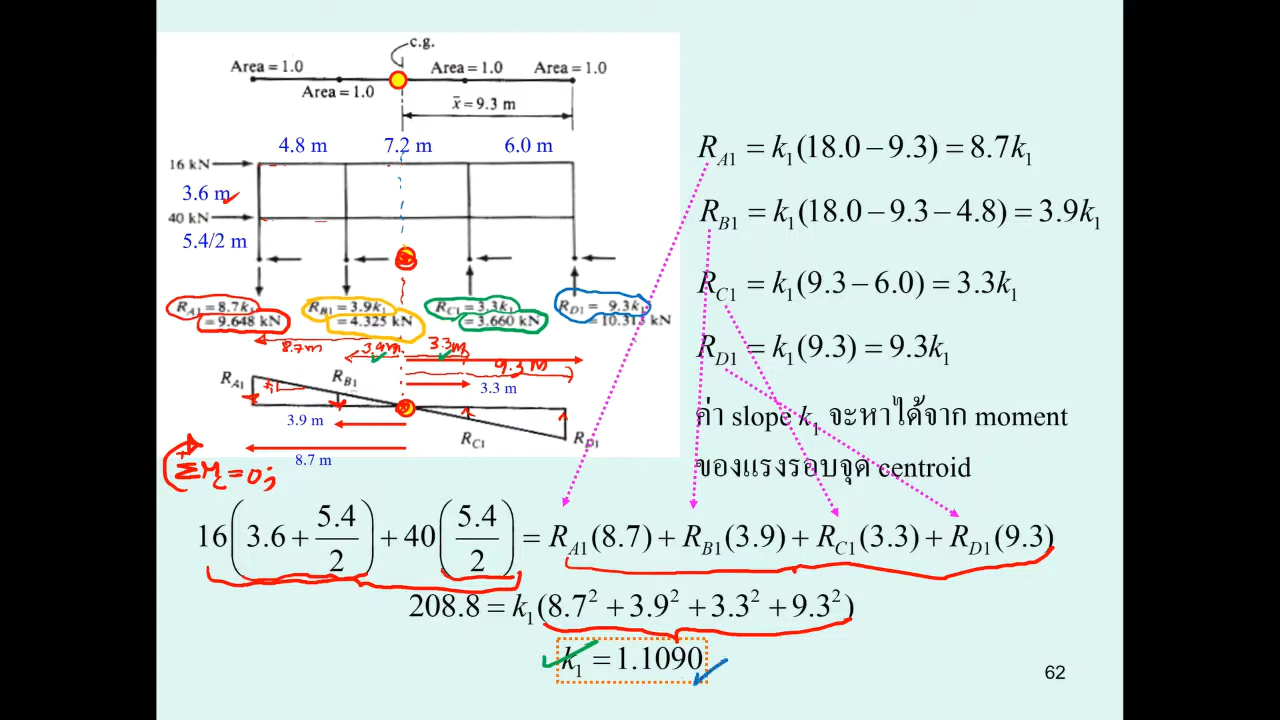 c.g.
Area = 1.0
Area = 1.0
Area = 1.0
Area = 1.0
x̄ = 9.3 m
4.8 m 7.2 m 6.0 m
16 kN
3.6 m
40 kN
5.4/2 m
R_A1 = 8.7k_1
= 9.648 kN
R_B1 = 3.9k_1
= 4.325 kN
R_C1 = 3.3k_1
= 3.660 kN
R_D1 = 9.3k_1
= 10.313 kN
8.7m 3.9m 3.3m
9.3 m
R_A1
R_B1
3.3 m
3.9 m
R_C1
R_D1
8.7 m
+
ΣM_C = 0;
R_A1 = k_1(18.0 − 9.3) = 8.7k_1
R_B1 = k_1(18.0 − 9.3 − 4.8) = 3.9k_1
R_C1 = k_1(9.3 − 6.0) = 3.3k_1
R_D1 = k_1(9.3) = 9.3k_1
ค่า slope k_1 จะหาได้จาก moment
ของแรงรอบจุด centroid
16(3.6 + 5.4/2) + 40(5.4/2) = R_A1(8.7) + R_B1(3.9) + R_C1(3.3) + R_D1(9.3)
208.8 = k_1(8.7² + 3.9² + 3.3² + 9.3²)
k_1 = 1.1090
62